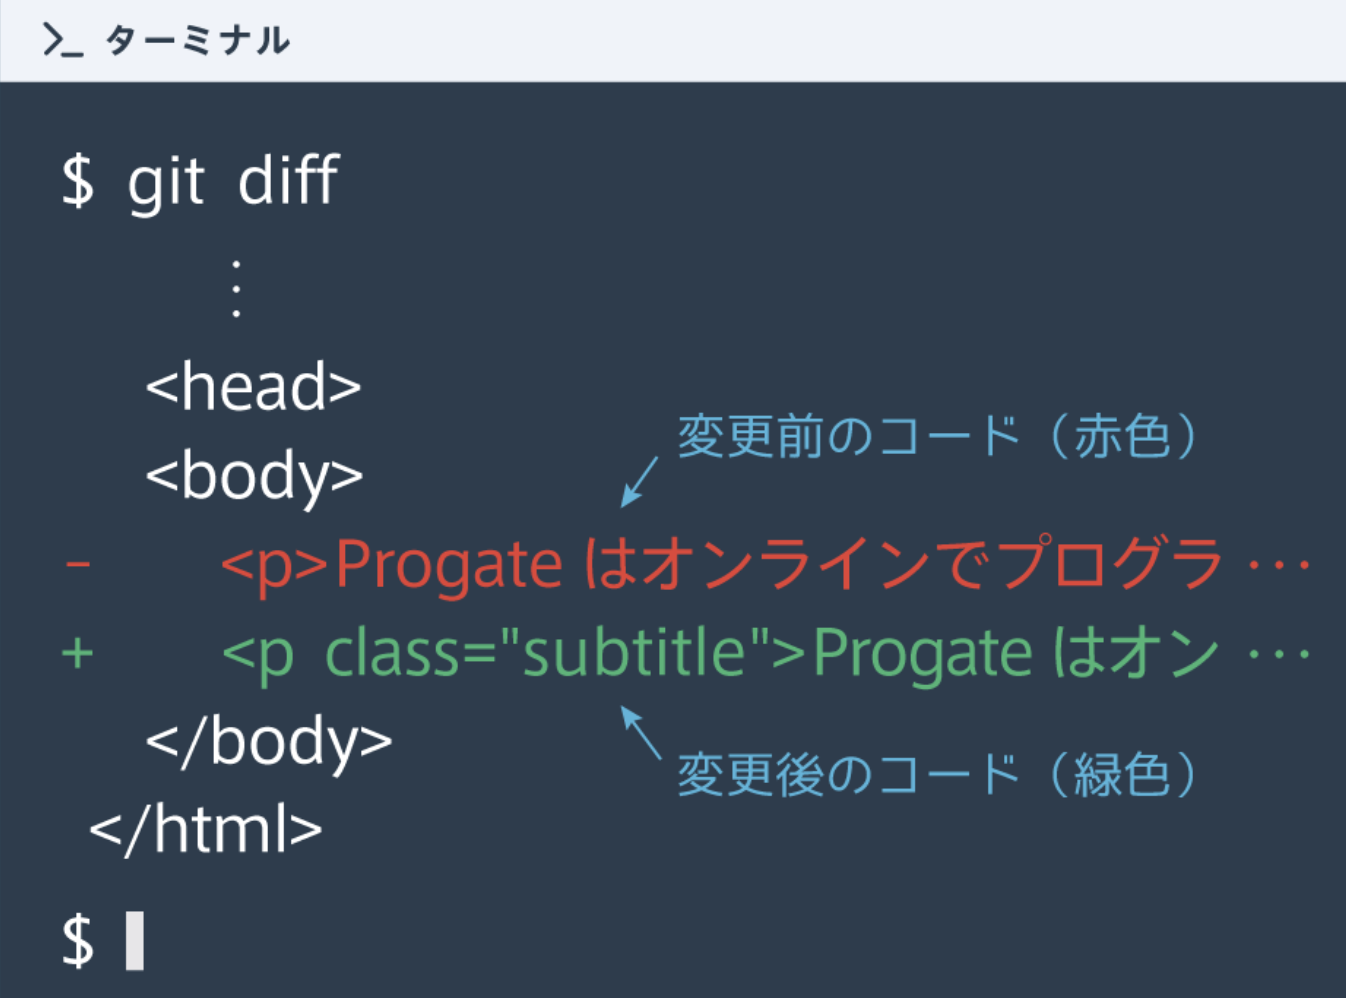 >_ ターミナル
$ git diff
⋮
<head>
変更前のコード（赤色）
<body>
- <p>Progate はオンラインでプログラ ···
+ <p class="subtitle">Progate はオン ···
</body>
変更後のコード（緑色）
</html>
$